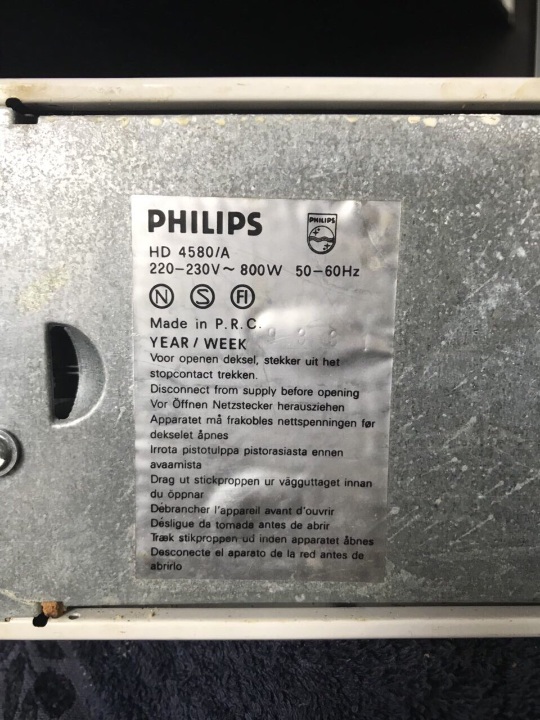 PHILIPS
PHILIPS
HD 4580/A
220-230V~ 800W 50-60Hz
N S FI
Made in P.R.C.
YEAR / WEEK
Voor openen deksel, stekker uit het
stopcontact trekken.
Disconnect from supply before opening
Vor Öffnen Netzstecker herausziehen
Apparatet må frakobles nettspenningen før
dekselet åpnes
Irrota pistotulppa pistorasiasta ennen
avaamista
Drag ut stickproppen ur vägguttaget innan
du öppnar
Débrancher l'appareil avant d'ouvrir
Desligue da tomada antes de abrir
Træk stikproppen ud inden apparatet åbnes
Desconecte el aparato de la red antes de
abrirlo